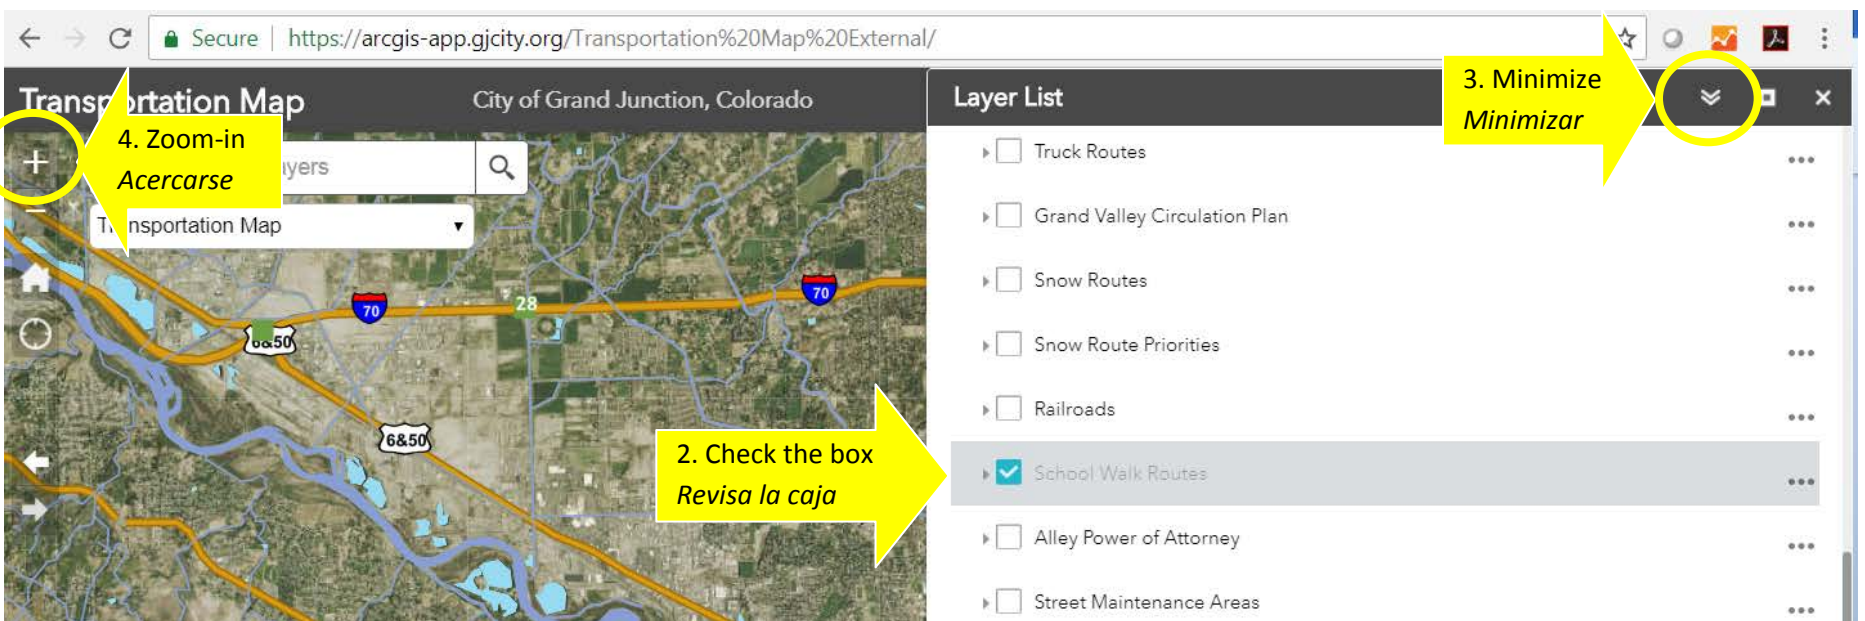 Secure
https://arcgis-app.gjcity.org/Transportation%20Map%20External/
Transportation Map
City of Grand Junction, Colorado
Layer List
3. Minimize
Minimizar
4. Zoom-in
Acercarse
Transportation Map
70
28
70
6&50
6&50
Truck Routes
Grand Valley Circulation Plan
Snow Routes
Snow Route Priorities
Railroads
2. Check the box
Revisa la caja
School Walk Routes
Alley Power of Attorney
Street Maintenance Areas